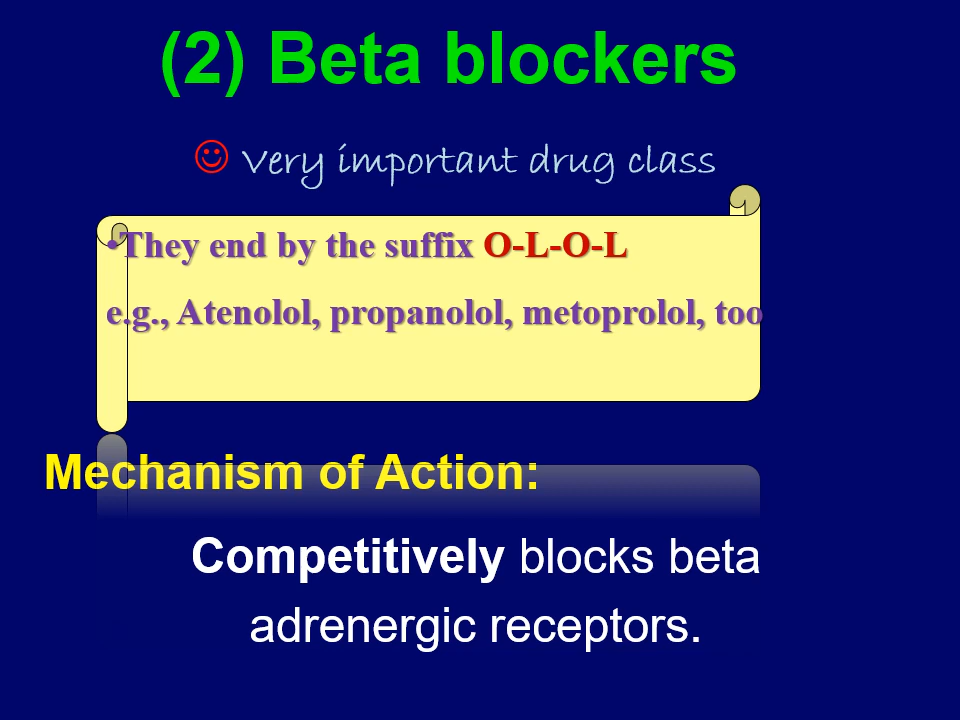 (2) Beta blockers
☺ Very important drug class
•They end by the suffix O-L-O-L
e.g., Atenolol, propanolol, metoprolol, too
Mechanism of Action:
Competitively blocks beta
adrenergic receptors.